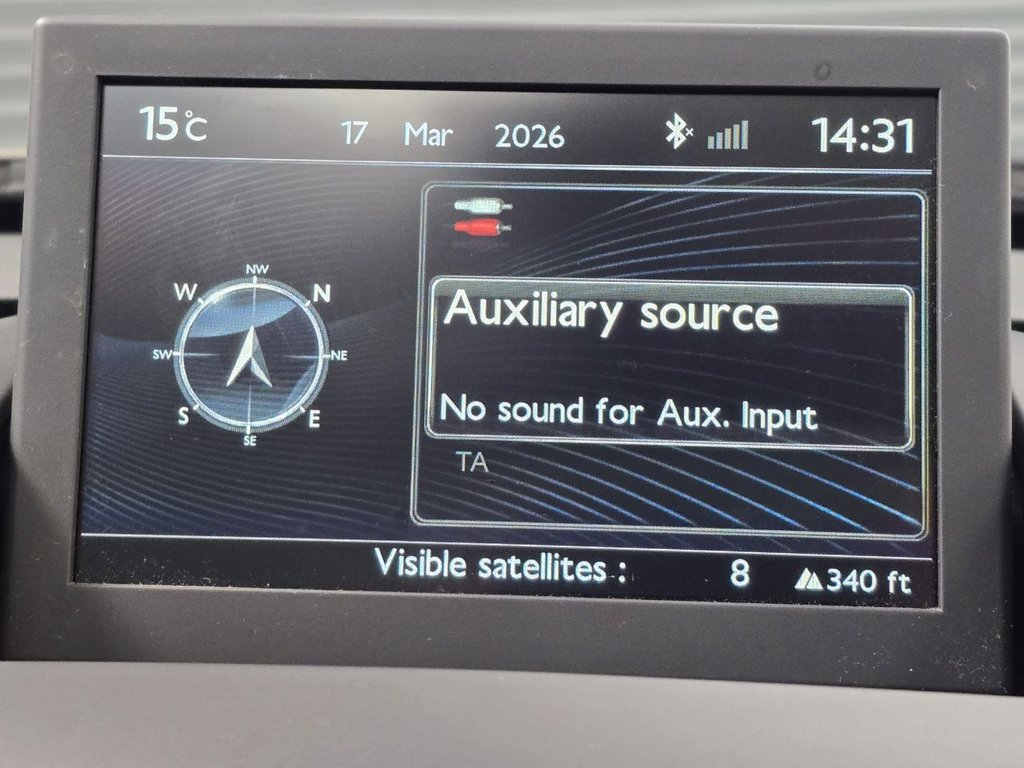 15°C 17 Mar 2026 14:31
NW
W N
SW NE
S E
SE
Auxiliary source
No sound for Aux. Input
TA
Visible satellites : 8 340 ft